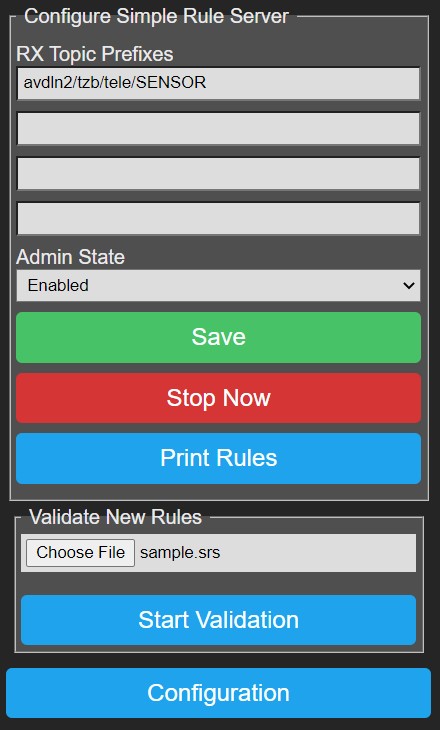 Configure Simple Rule Server
RX Topic Prefixes
avdln2/tzb/tele/SENSOR
Admin State
Enabled
Save
Stop Now
Print Rules
Validate New Rules
Choose File sample.srs
Start Validation
Configuration